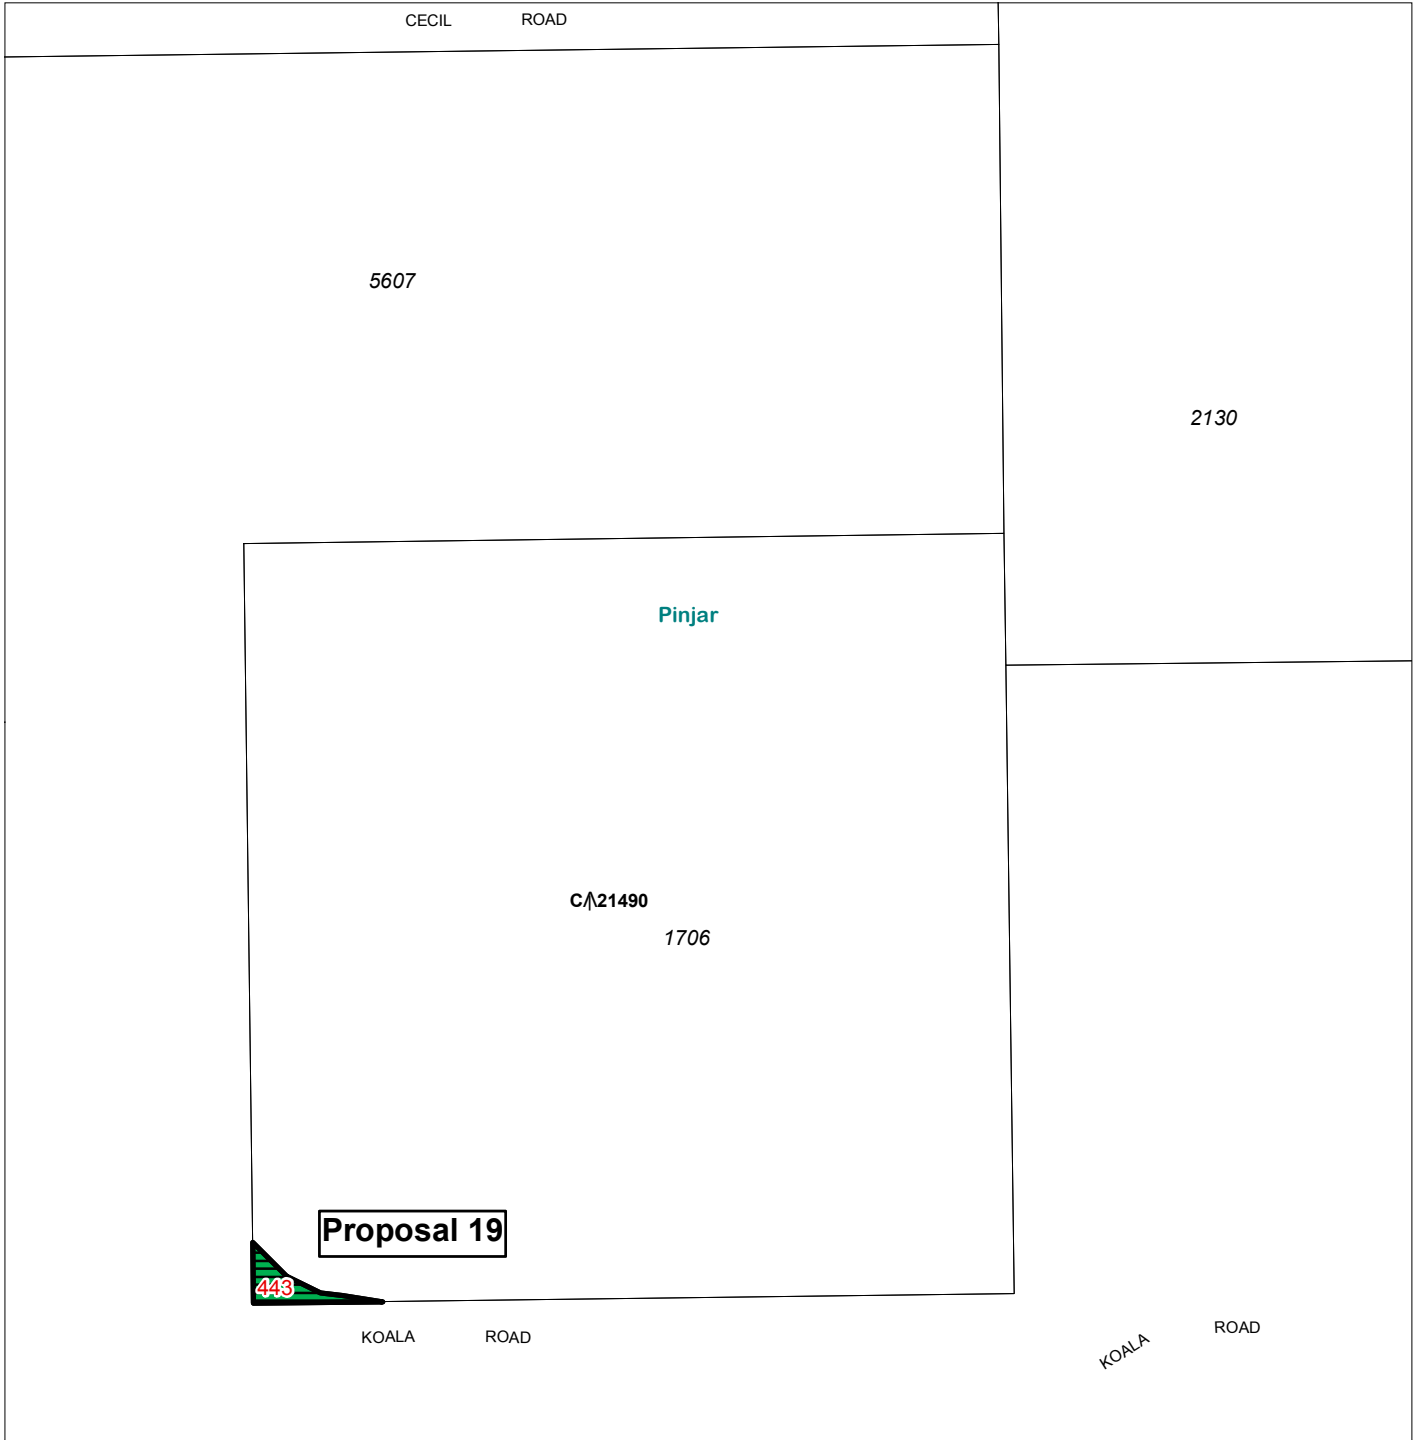 CECIL ROAD
5607
2130
Pinjar
C/\21490
1706
Proposal 19
443
KOALA ROAD
KOALA ROAD